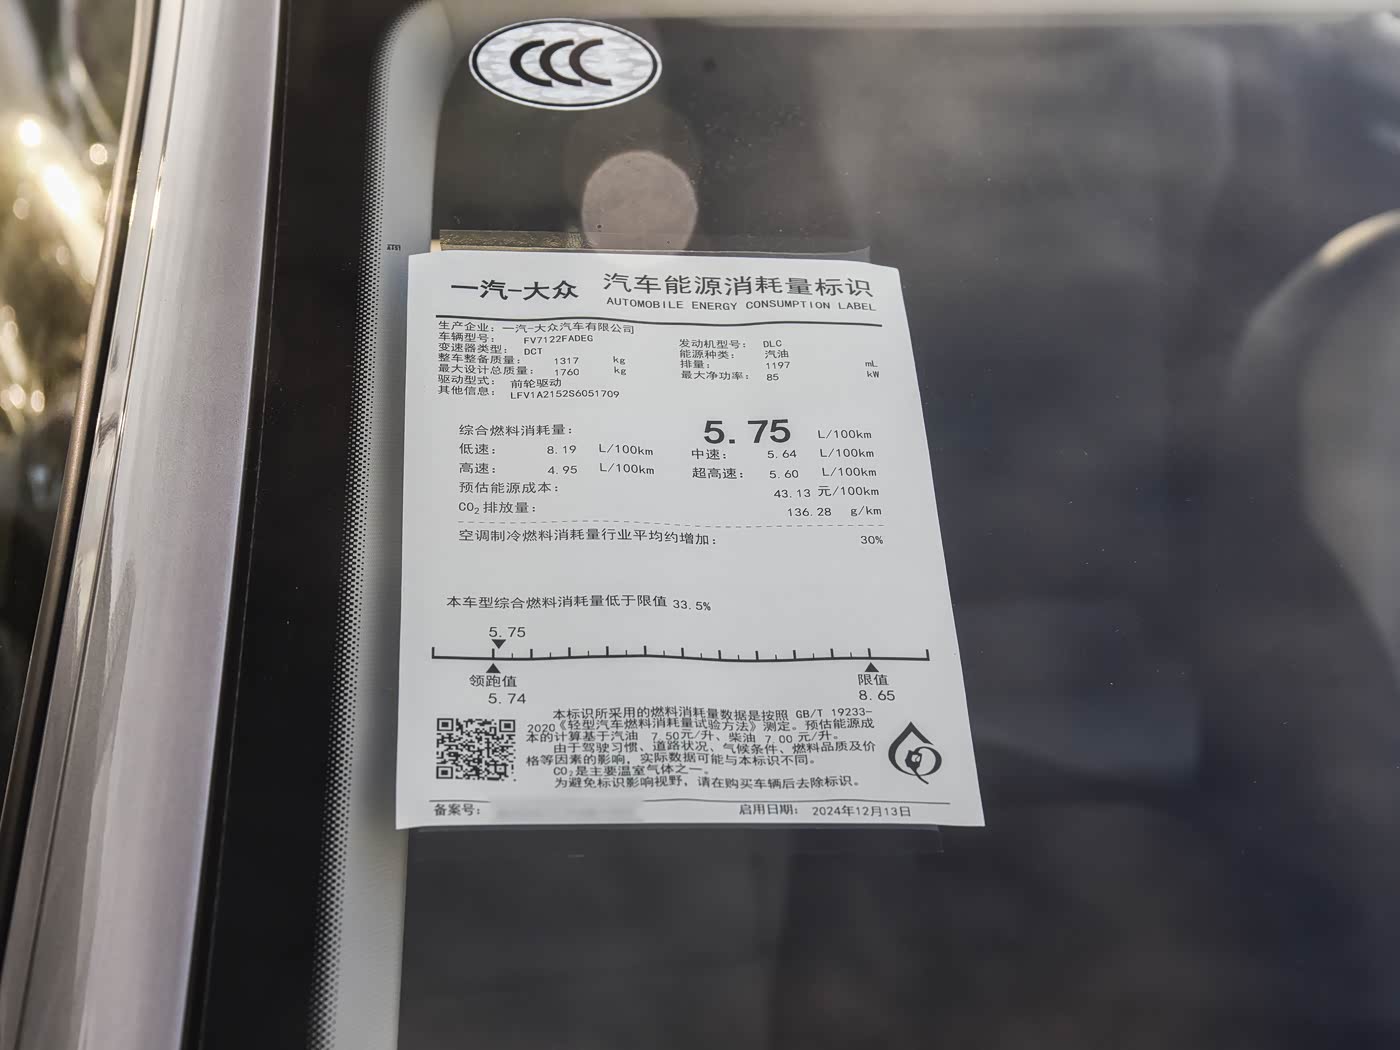 CCC
一汽-大众 汽车能源消耗量标识
AUTOMOBILE ENERGY CONSUMPTION LABEL
生产企业: 一汽-大众汽车有限公司
车辆型号: FV7122FADEG 发动机型号: DLC
变速器类型: DCT 能源种类: 汽油
整车整备质量: 1317 kg 排量: 1197 mL
最大设计总质量: 1760 kg 最大净功率: 85 kW
驱动型式: 前轮驱动
其他信息: LFV1A2152S6051709
综合燃料消耗量: 5.75 L/100km
低速: 8.19 L/100km 中速: 5.64 L/100km
高速: 4.95 L/100km 超高速: 5.60 L/100km
预估能源成本: 43.13 元/100km
CO₂排放量: 136.28 g/km
空调制冷燃料消耗量行业平均约增加: 30%
本车型综合燃料消耗量低于限值 33.5%
5.75
领跑值 限值
5.74 8.65
本标识所采用的燃料消耗量数据是按照 GB/T 19233-
2020《轻型汽车燃料消耗量试验方法》测定。预估能源成
本的计算基于汽油 7.50元/升、柴油 7.00 元/升。
由于驾驶习惯、道路状况、气候条件、燃料品质及价
格等因素的影响,实际数据可能与本标识不同。
CO₂是主要温室气体之一。
为避免标识影响视野,请在购买车辆后去除标识。
备案号: 启用日期: 2024年12月13日